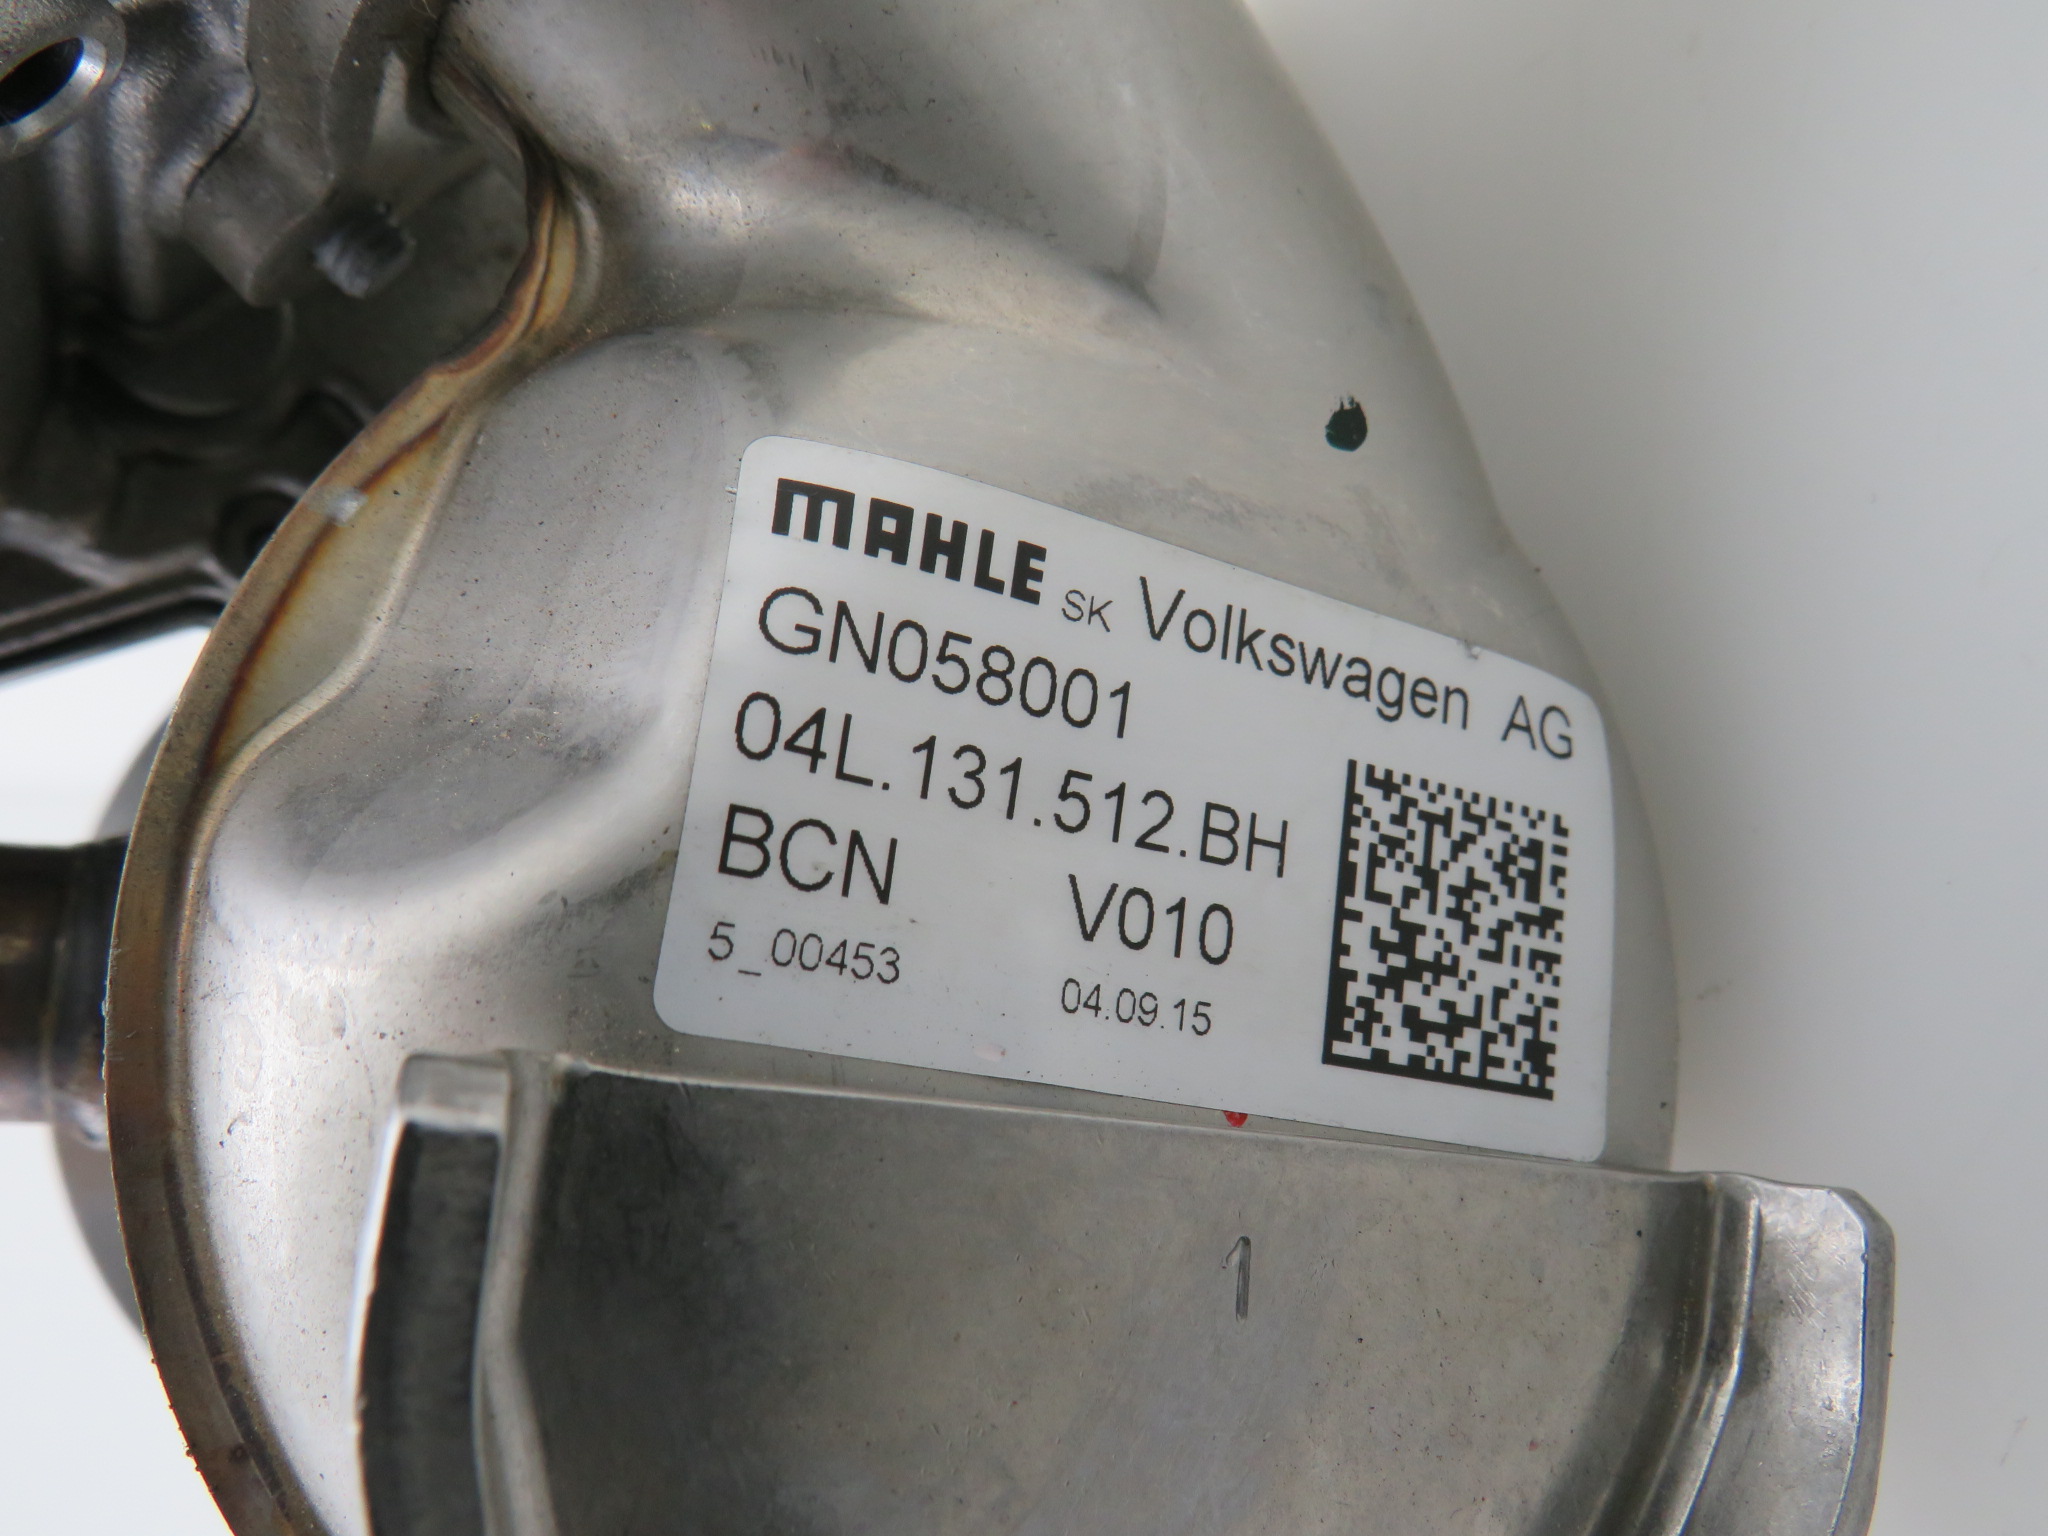 MAHLE SK Volkswagen AG
GN058001
04L.131.512.BH
BCN V010
5_00453 04.09.15
1